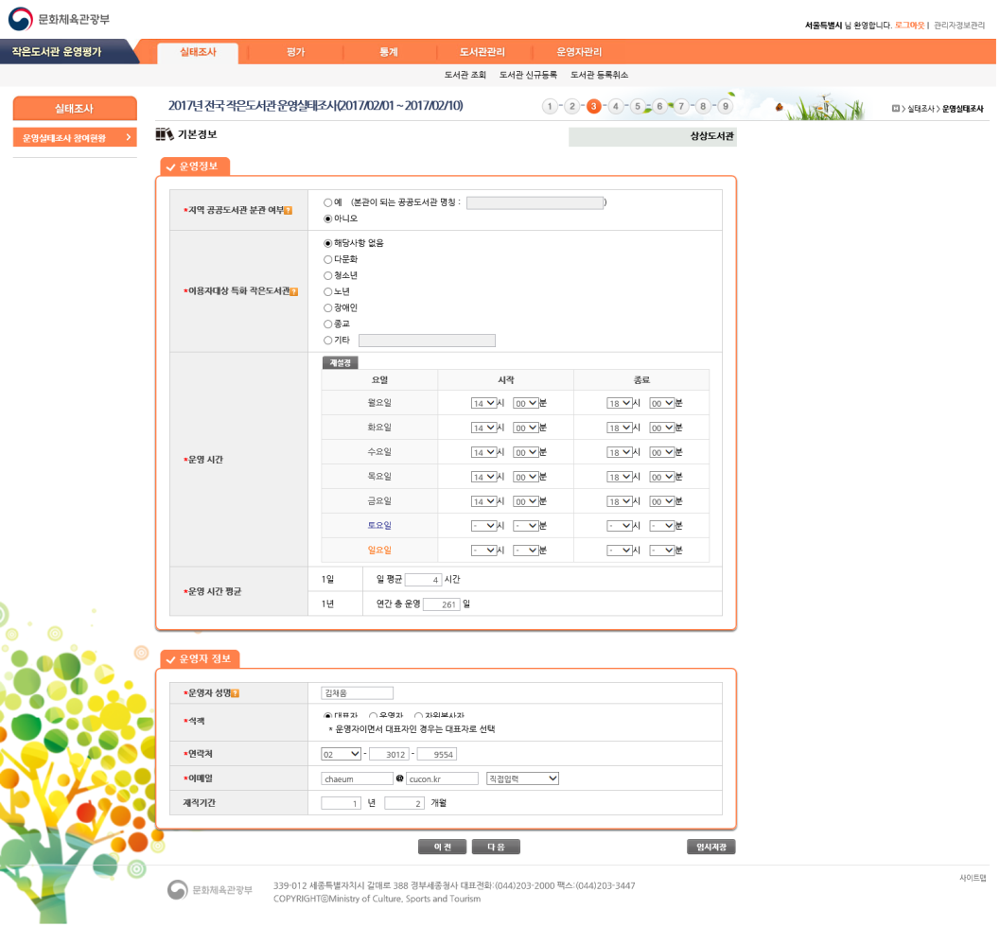 문화체육관광부
서울특별시 님 환영합니다. 로그아웃 | 관리자정보관리
작은도서관 운영평가
실태조사 평가 통계 도서관관리 운영자관리
도서관 조회 도서관 신규등록 도서관 등록취소
실태조사
운영실태조사 참여현황 >
2017년 전국 작은도서관 운영실태조사(2017/02/01 ~ 2017/02/10)
1 - 2 - 3 - 4 - 5 - 6 - 7 - 8 - 9
> 실태조사 > 운영실태조사
기본정보
상상도서관
운영정보
*지역 공공도서관 분관 여부?
예 (본관이 되는 공공도서관 명칭 : )
아니오
*이용자대상 특화 작은도서관?
해당사항 없음
다문화
청소년
노년
장애인
종교
기타
*운영 시간
재설정
요일 시작 종료
월요일 14 시 00 분 18 시 00 분
화요일 14 시 00 분 18 시 00 분
수요일 14 시 00 분 18 시 00 분
목요일 14 시 00 분 18 시 00 분
금요일 14 시 00 분 18 시 00 분
토요일 - 시 - 분 - 시 - 분
일요일 - 시 - 분 - 시 - 분
*운영 시간 평균
1일 일 평균 4 시간
1년 연간 총 운영 261 일
운영자 정보
*운영자 성명? 김채움
*직책 대표자 운영자 자원봉사자
* 운영자이면서 대표자인 경우는 대표자로 선택
*연락처 02 - 3012 - 9554
*이메일 chaeum @ cucon.kr 직접입력
재직기간 1 년 2 개월
이전 다음 임시저장
문화체육관광부
339-012 세종특별자치시 갈매로 388 정부세종청사 대표전화:(044)203-2000 팩스:(044)203-3447
COPYRIGHTⓒMinistry of Culture, Sports and Tourism
사이트맵